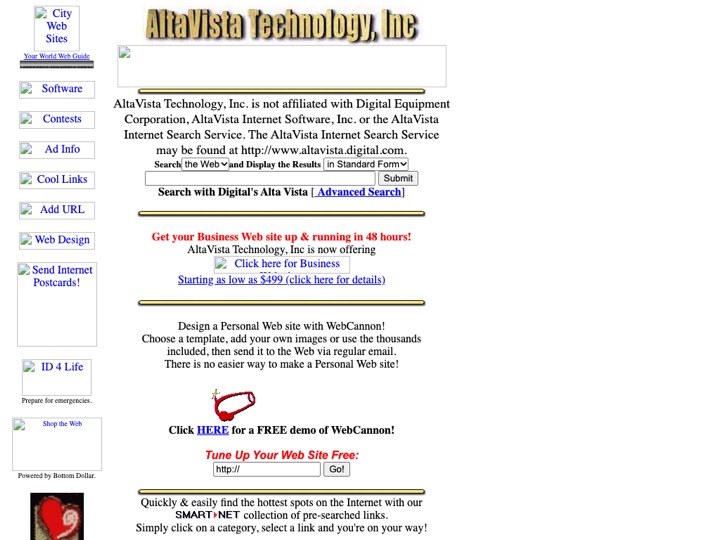 City Web Sites
Your World Web Guide
Software
Contests
Ad Info
Cool Links
Add URL
Web Design
Send Internet Postcards!
ID 4 Life
Prepare for emergencies.
Shop the Web
Powered by Bottom Dollar.
AltaVista Technology, Inc
AltaVista Technology, Inc. is not affiliated with Digital Equipment
Corporation, AltaVista Internet Software, Inc. or the AltaVista
Internet Search Service. The AltaVista Internet Search Service
may be found at http://www.altavista.digital.com.
Search the Web and Display the Results in Standard Form
Submit
Search with Digital's Alta Vista [ Advanced Search]
Get your Business Web site up & running in 48 hours!
AltaVista Technology, Inc is now offering
Click here for Business
Starting as low as $499 (click here for details)
Design a Personal Web site with WebCannon!
Choose a template, add your own images or use the thousands
included, then send it to the Web via regular email.
There is no easier way to make a Personal Web site!
Click HERE for a FREE demo of WebCannon!
Tune Up Your Web Site Free:
http:// Go!
Quickly & easily find the hottest spots on the Internet with our
SMARTNET collection of pre-searched links.
Simply click on a category, select a link and you're on your way!